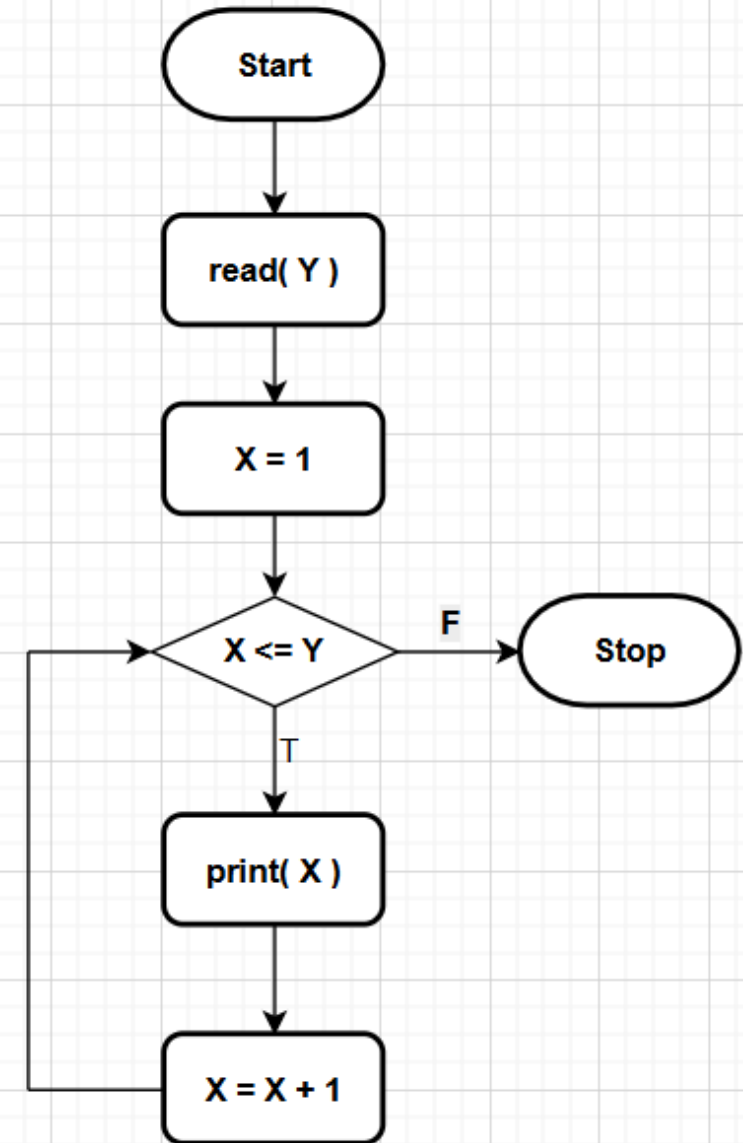 Start
read( Y )
X = 1
X <= Y
F
Stop
T
print( X )
X = X + 1